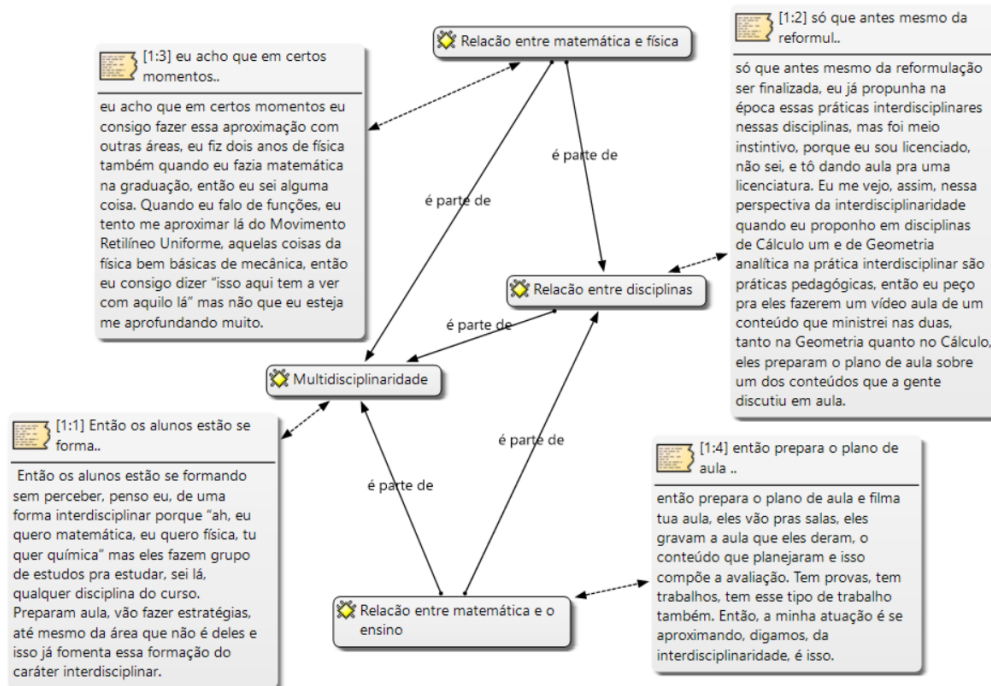 Relacão entre matemática e física
[1:2] só que antes mesmo da
reformul..
só que antes mesmo da reformulação
ser finalizada, eu já propunha na
época essas práticas interdisciplinares
nessas disciplinas, mas foi meio
instintivo, porque eu sou licenciado,
não sei, e tô dando aula pra uma
licenciatura. Eu me vejo, assim, nessa
perspectiva da interdisciplinaridade
quando eu proponho em disciplinas
de Cálculo um e de Geometria
analítica na prática interdisciplinar são
práticas pedagógicas, então eu peço
pra eles fazerem um vídeo aula de um
conteúdo que ministrei nas duas,
tanto na Geometria quanto no Cálculo,
eles preparam o plano de aula sobre
um dos conteúdos que a gente
discutiu em aula.
[1:3] eu acho que em certos
momentos..
eu acho que em certos momentos eu
consigo fazer essa aproximação com
outras áreas, eu fiz dois anos de física
também quando eu fazia matemática
na graduação, então eu sei alguma
coisa. Quando eu falo de funções, eu
tento me aproximar lá do Movimento
Retilíneo Uniforme, aquelas coisas da
física bem básicas de mecânica, então
eu consigo dizer “isso aqui tem a ver
com aquilo lá” mas não que eu esteja
me aprofundando muito.
é parte de
é parte de
Relacão entre disciplinas
é parte de
Multidisciplinaridade
[1:1] Então os alunos estão se
forma..
Então os alunos estão se formando
sem perceber, penso eu, de uma
forma interdisciplinar porque “ah, eu
quero matemática, eu quero física, tu
quer química” mas eles fazem grupo
de estudos pra estudar, sei lá,
qualquer disciplina do curso.
Preparam aula, vão fazer estratégias,
até mesmo da área que não é deles e
isso já fomenta essa formação do
caráter interdisciplinar.
é parte de
é parte de
[1:4] então prepara o plano de
aula ..
então prepara o plano de aula e filma
tua aula, eles vão pras salas, eles
gravam a aula que eles deram, o
conteúdo que planejaram e isso
compõe a avaliação. Tem provas, tem
trabalhos, tem esse tipo de trabalho
também. Então, a minha atuação é se
aproximando, digamos, da
interdisciplinaridade, é isso.
Relacão entre matemática e o
ensino